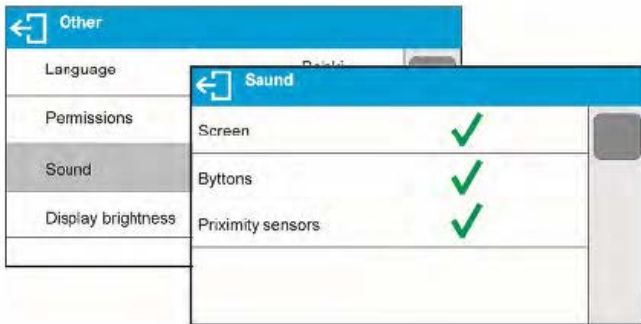 Other
Language
Permissions
Sound
Display brightness
Saund
Screen
Byttons
Priximity sensors